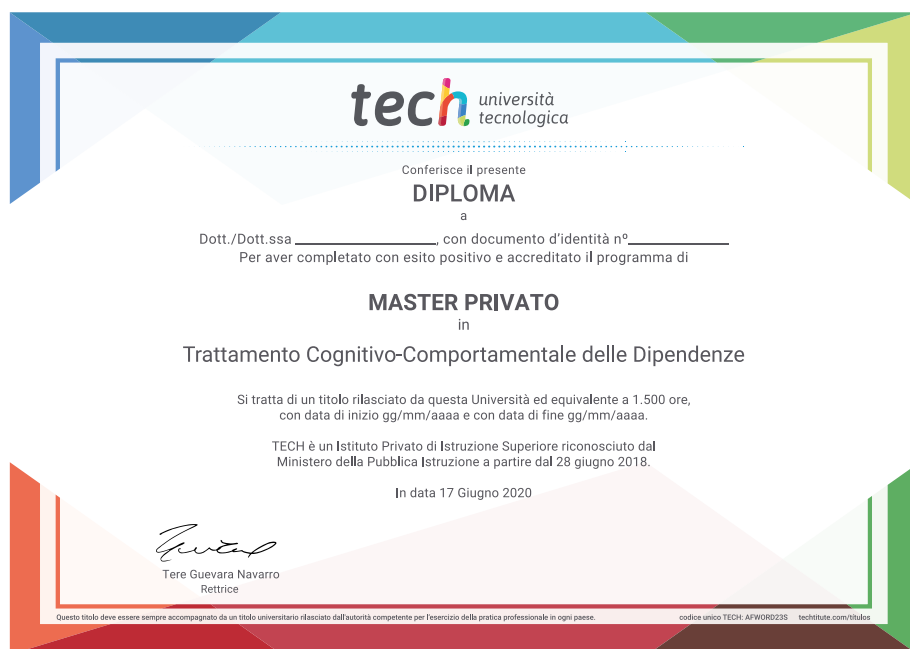 tech università
tecnologica
Conferisce il presente
DIPLOMA
a
Dott./Dott.ssa ________________, con documento d'identità nº____________
Per aver completato con esito positivo e accreditato il programma di
MASTER PRIVATO
in
Trattamento Cognitivo-Comportamentale delle Dipendenze
Si tratta di un titolo rilasciato da questa Università ed equivalente a 1.500 ore,
con data di inizio gg/mm/aaaa e con data di fine gg/mm/aaaa.
TECH è un Istituto Privato di Istruzione Superiore riconosciuto dal
Ministero della Pubblica Istruzione a partire dal 28 giugno 2018.
In data 17 Giugno 2020
Tere Guevara Navarro
Rettrice
Questo titolo deve essere sempre accompagnato da un titolo universitario rilasciato dall'autorità competente per l'esercizio della pratica professionale in ogni paese. codice unico TECH: AFWORD23S techtitute.com/títulos